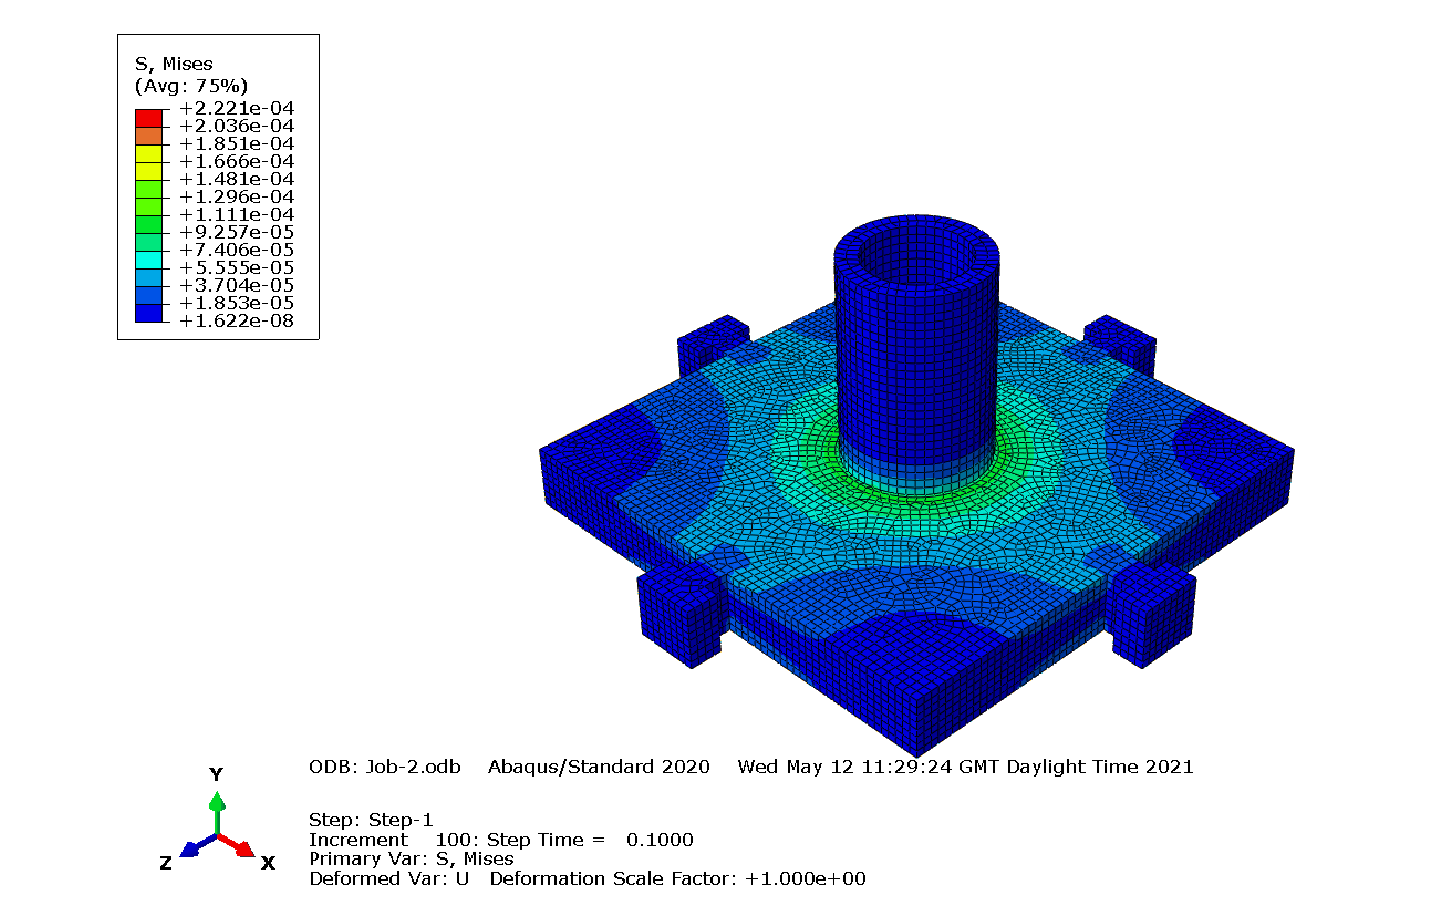 S, Mises
(Avg: 75%)
+2.221e-04
+2.036e-04
+1.851e-04
+1.666e-04
+1.481e-04
+1.296e-04
+1.111e-04
+9.257e-05
+7.406e-05
+5.555e-05
+3.704e-05
+1.853e-05
+1.622e-08
ODB: Job-2.odb Abaqus/Standard 2020 Wed May 12 11:29:24 GMT Daylight Time 2021
Y
Z
X
Step: Step-1
Increment 100: Step Time = 0.1000
Primary Var: S, Mises
Deformed Var: U Deformation Scale Factor: +1.000e+00